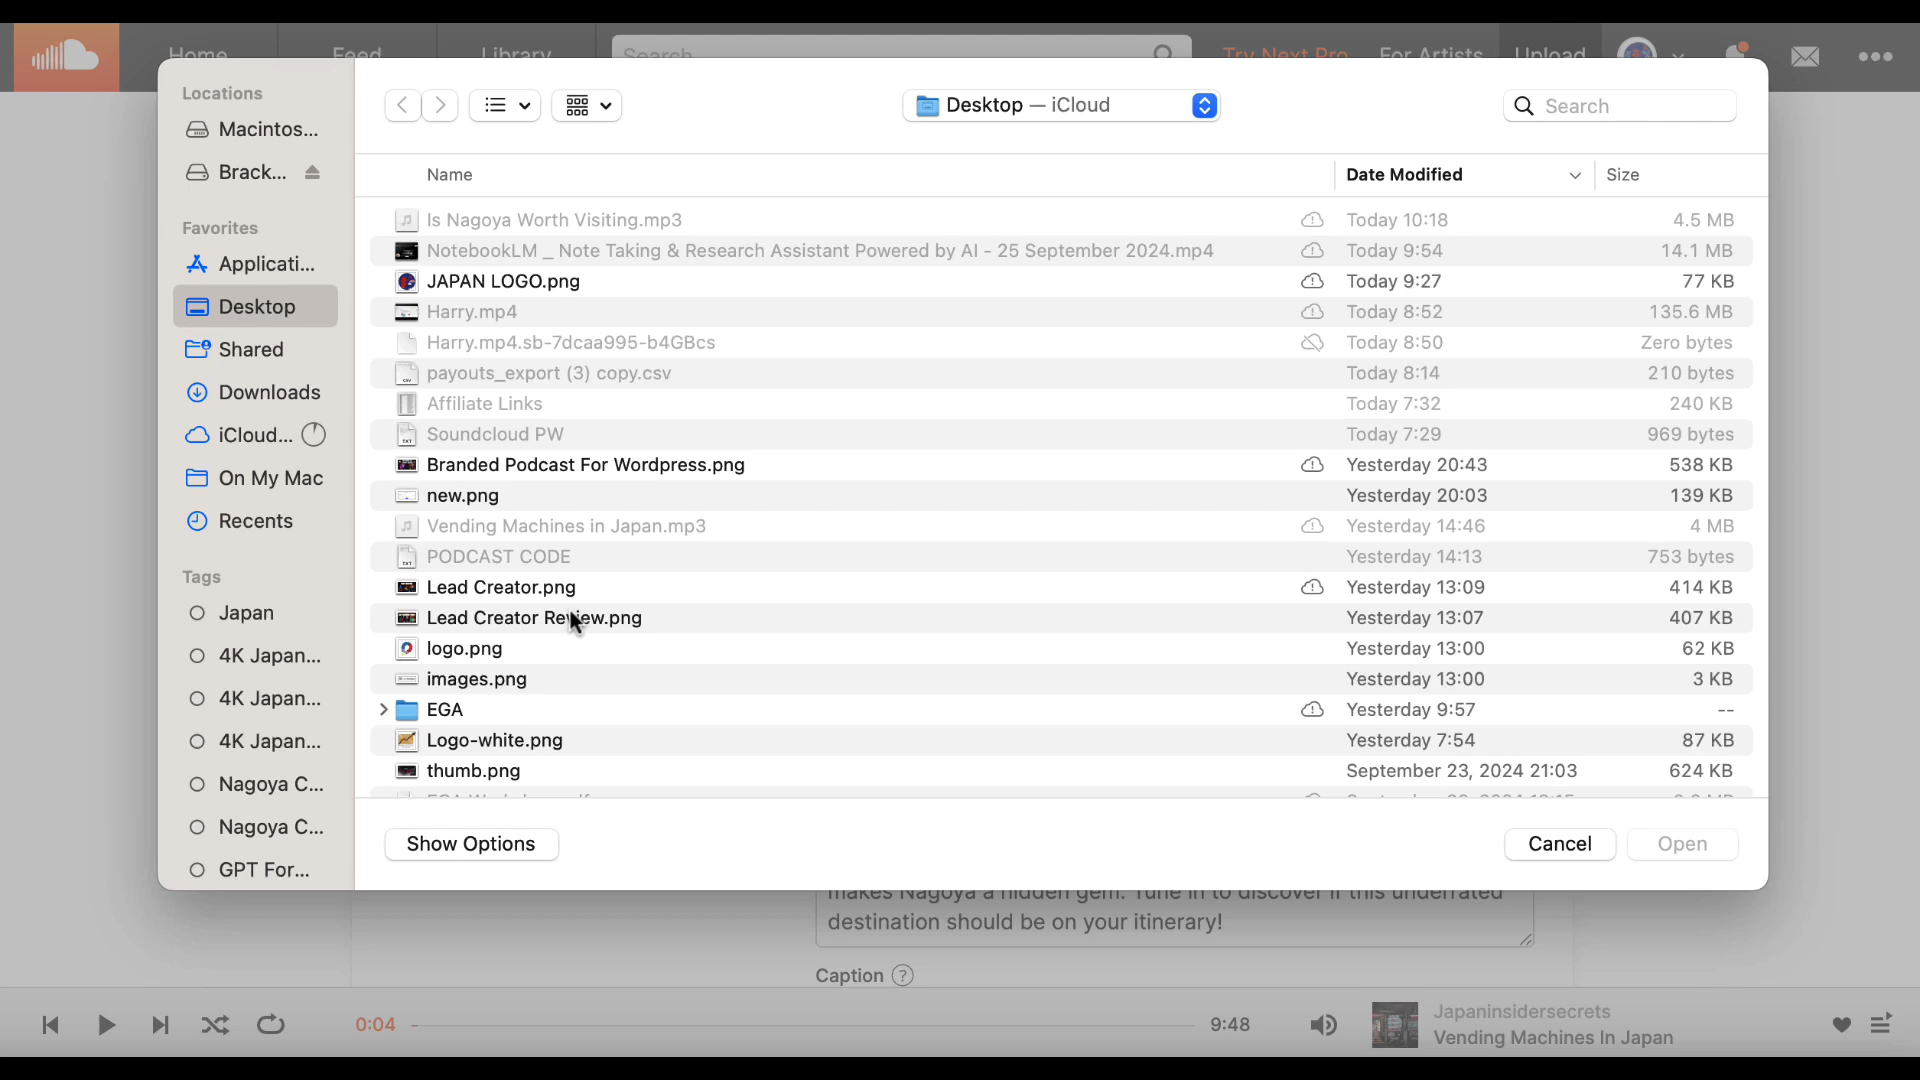 Home
Feed
Library
Search
Try Next Pro
For Artists
Upload
Locations
Macintos...
Brack...
Favorites
Applicati...
Desktop
Shared
Downloads
iCloud...
On My Mac
Recents
Tags
Japan
4K Japan...
4K Japan...
4K Japan...
Nagoya C...
Nagoya C...
GPT For...
Desktop — iCloud
Search
Name Date Modified Size
Is Nagoya Worth Visiting.mp3 Today 10:18 4.5 MB
NotebookLM _ Note Taking & Research Assistant Powered by AI - 25 September 2024.mp4 Today 9:54 14.1 MB
JAPAN LOGO.png Today 9:27 77 KB
Harry.mp4 Today 8:52 135.6 MB
Harry.mp4.sb-7dcaa995-b4GBcs Today 8:50 Zero bytes
payouts_export (3) copy.csv Today 8:14 210 bytes
Affiliate Links Today 7:32 240 KB
Soundcloud PW Today 7:29 969 bytes
Branded Podcast For Wordpress.png Yesterday 20:43 538 KB
new.png Yesterday 20:03 139 KB
Vending Machines in Japan.mp3 Yesterday 14:46 4 MB
PODCAST CODE Yesterday 14:13 753 bytes
Lead Creator.png Yesterday 13:09 414 KB
Lead Creator Review.png Yesterday 13:07 407 KB
logo.png Yesterday 13:00 62 KB
images.png Yesterday 13:00 3 KB
EGA Yesterday 9:57 --
Logo-white.png Yesterday 7:54 87 KB
thumb.png September 23, 2024 21:03 624 KB
Show Options
Cancel
Open
makes Nagoya a hidden gem. Tune in to discover if this underrated
destination should be on your itinerary!
Caption ?
0:04
9:48
Japaninsidersecrets
Vending Machines In Japan